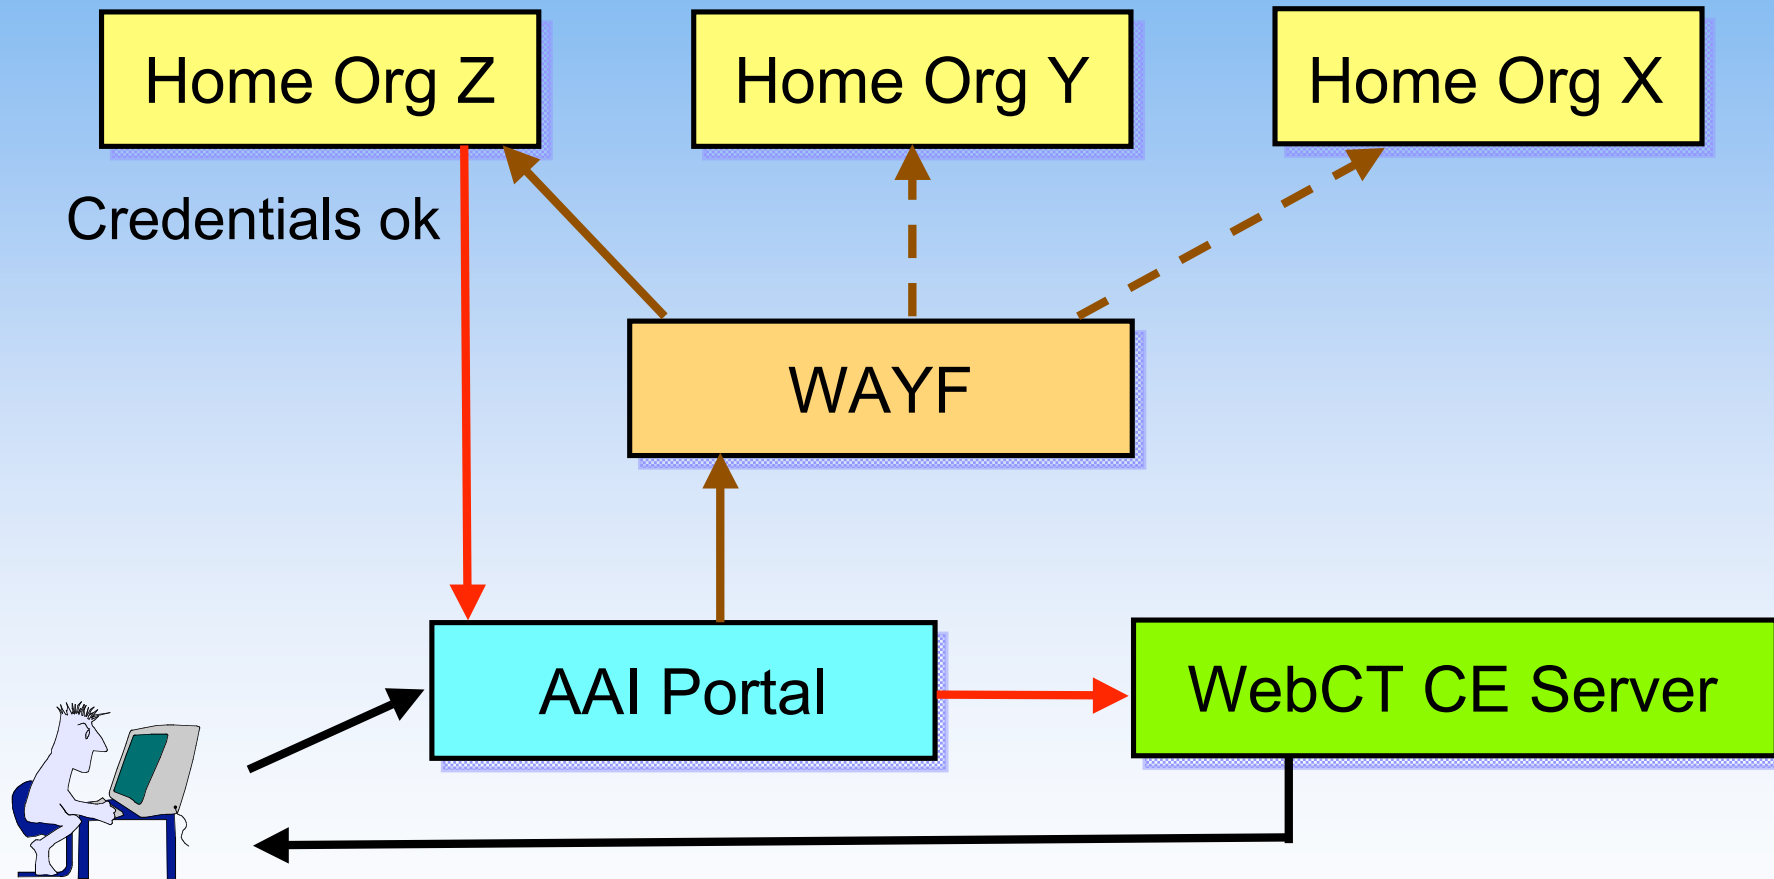 Home Org Z
Home Org Y
Home Org X
Credentials ok
WAYF
AAI Portal
WebCT CE Server